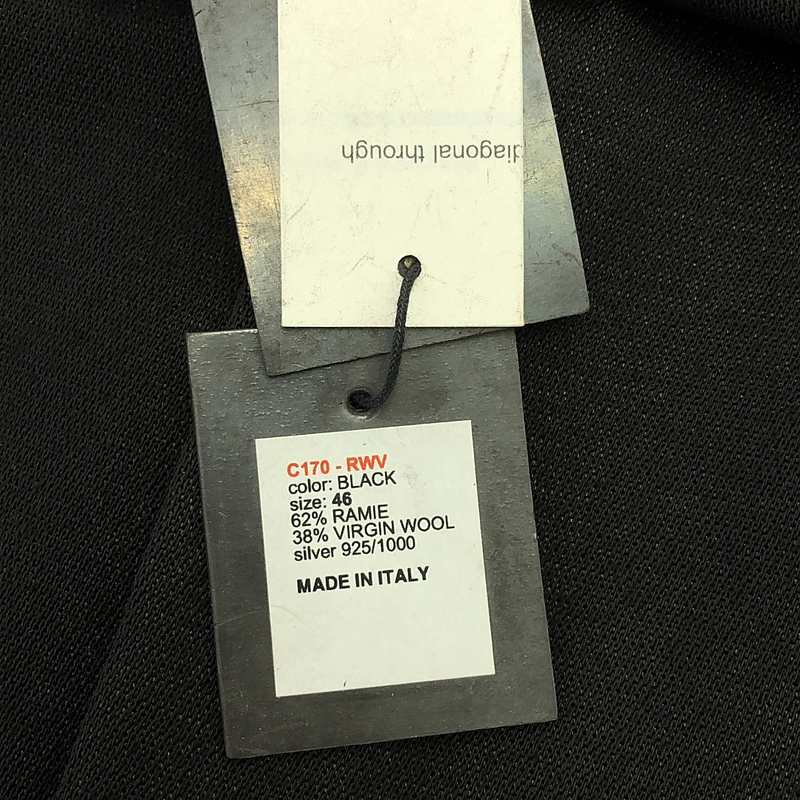 diagonal through
C170 - RWV
color: BLACK
size: 46
62% RAMIE
38% VIRGIN WOOL
silver 925/1000
MADE IN ITALY